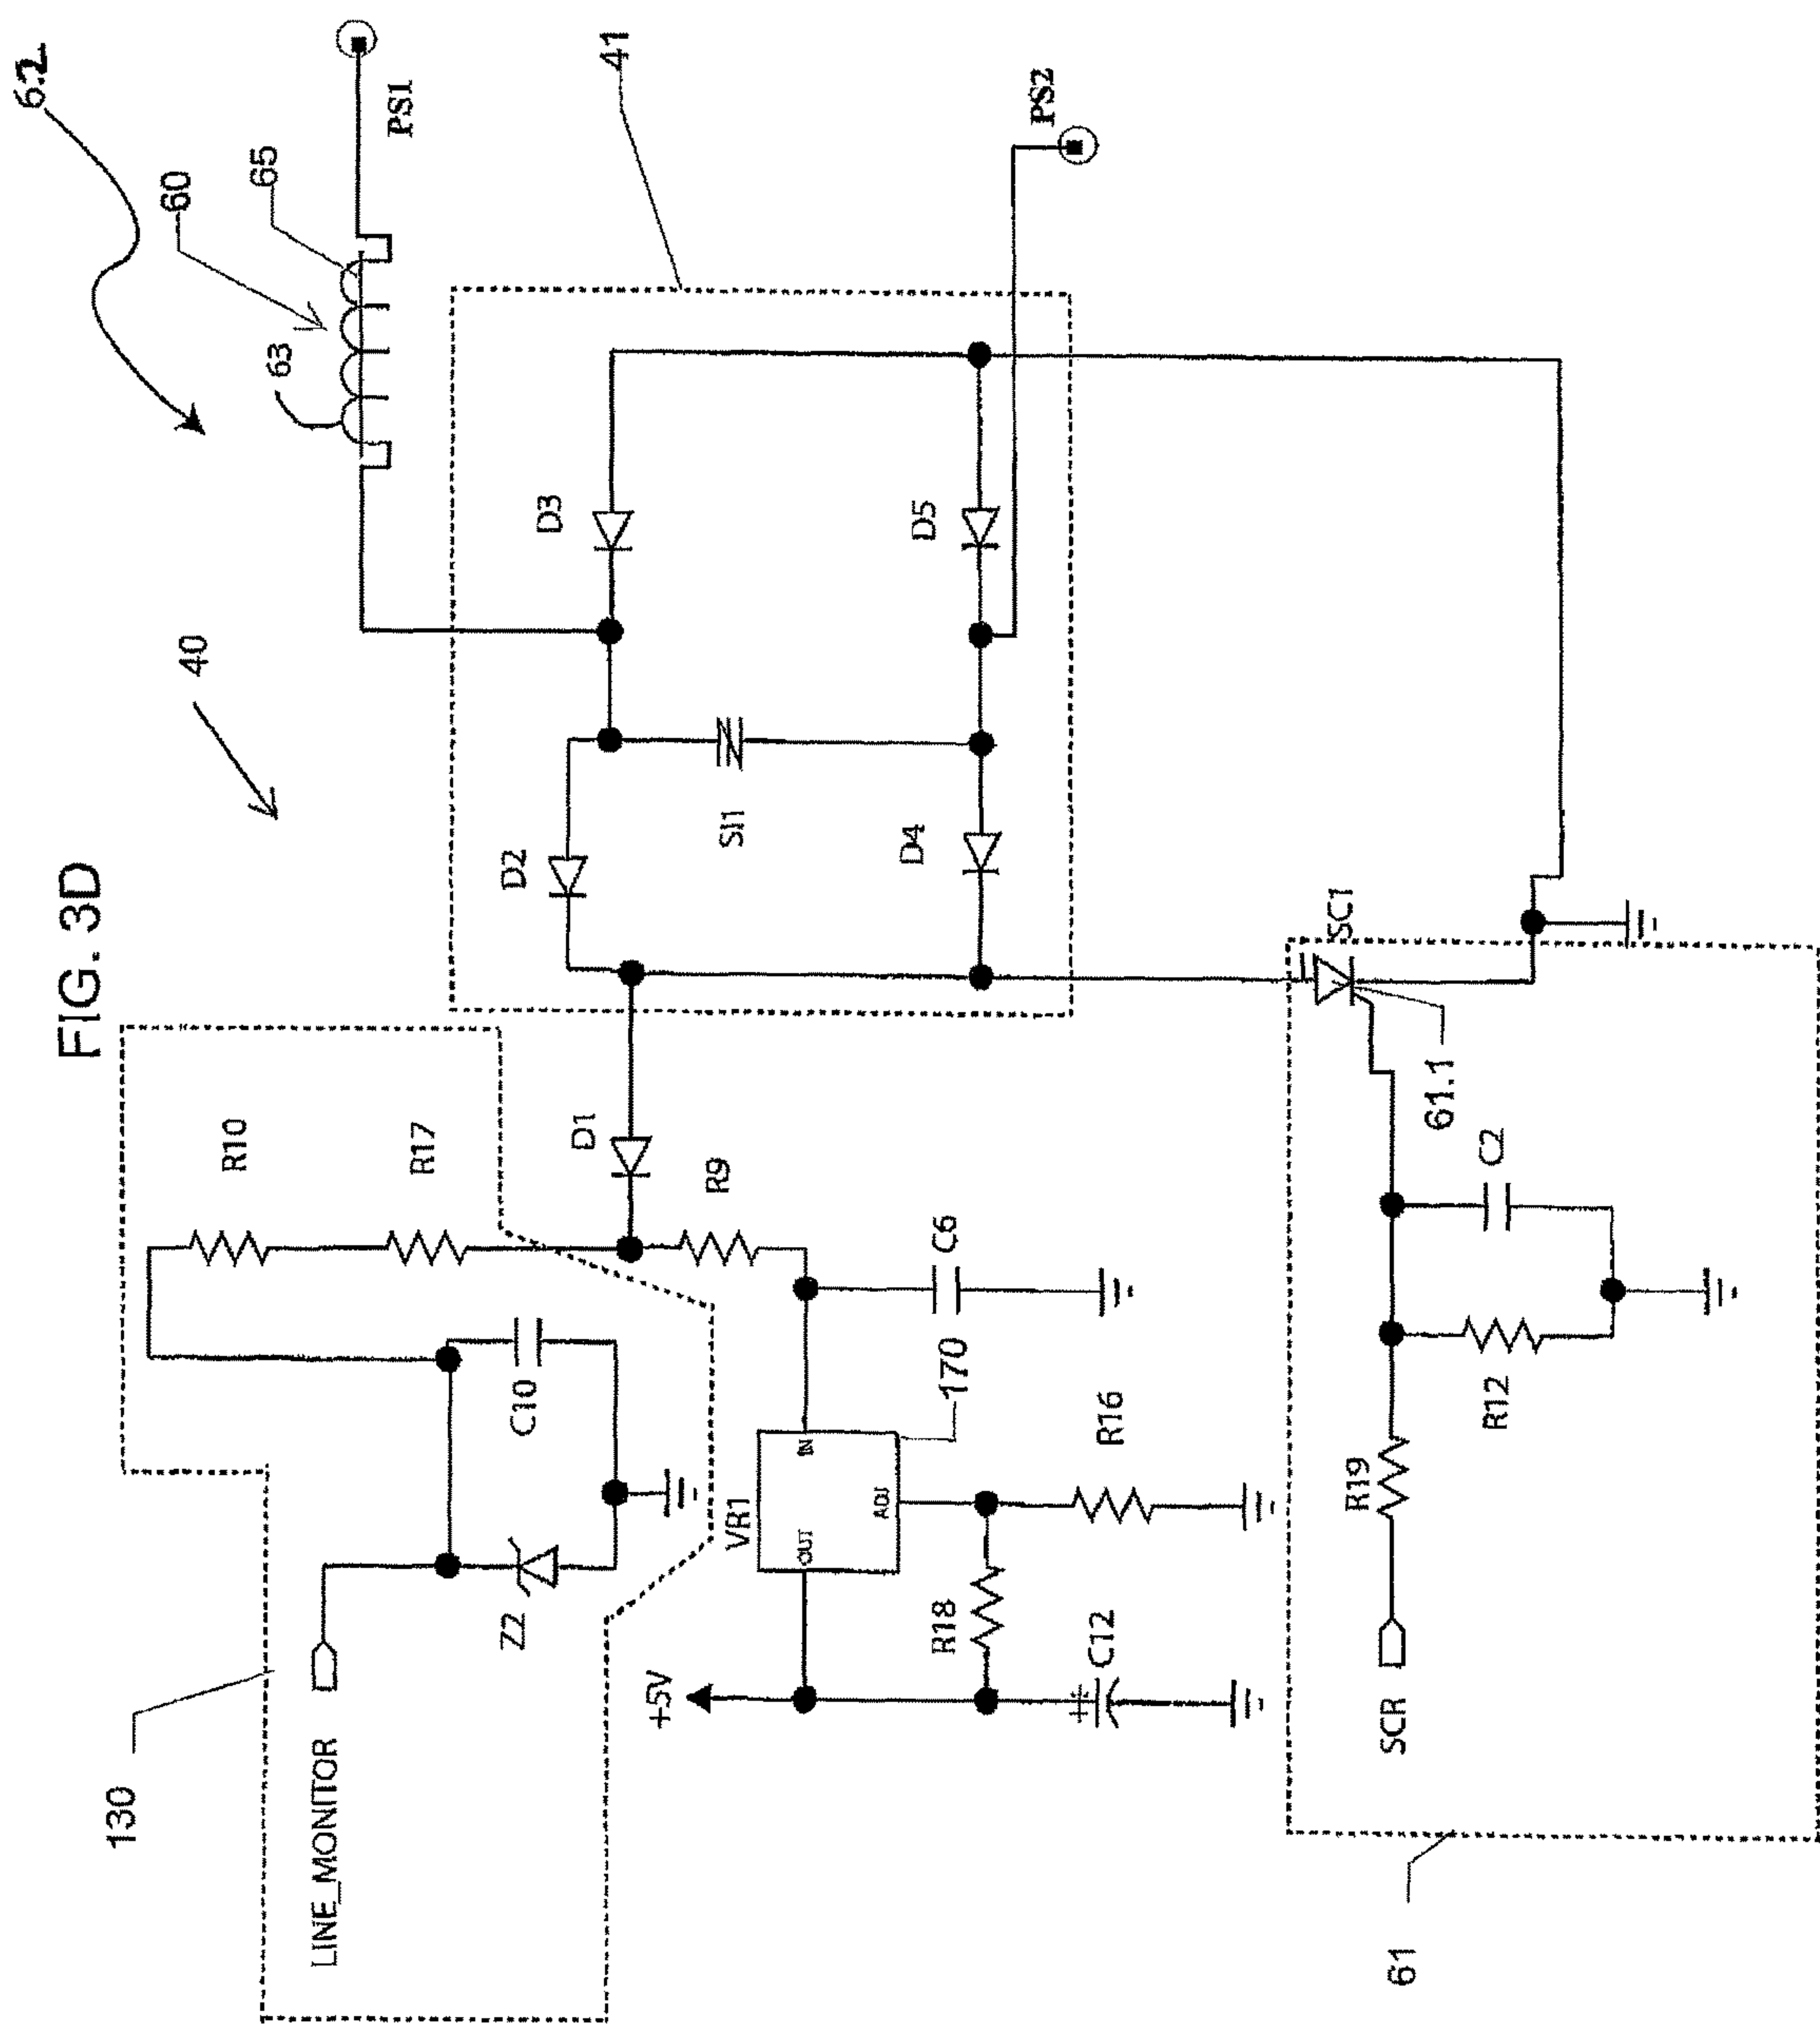 FIG. 3D
62
60
65
63
PS1
41
PS2
40
D3
D5
D2
SI1
D4
130
R10
R17
D1
R9
C6
C10
Z2
LINE_MONITOR
VR1
IN
OUT
ADJ
170
R16
R18
+5V
C12
SC1
61.1
C2
R12
R19
SCR
61